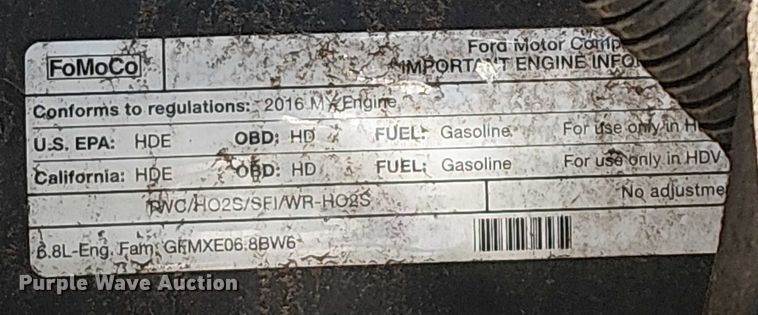 FoMoCo
Ford Motor Comp
IMPORTANT ENGINE INFO
Conforms to regulations: 2016 MY Engine
U.S. EPA: HDE OBD: HD FUEL: Gasoline For use only in H
California: HDE OBD: HD FUEL: Gasoline For use only in HDV
TWC/HO2S/SFI/WR-HO2S No adjustme
6.8L-Eng. Fam: GFMXE06.8BW6
Purple Wave Auction